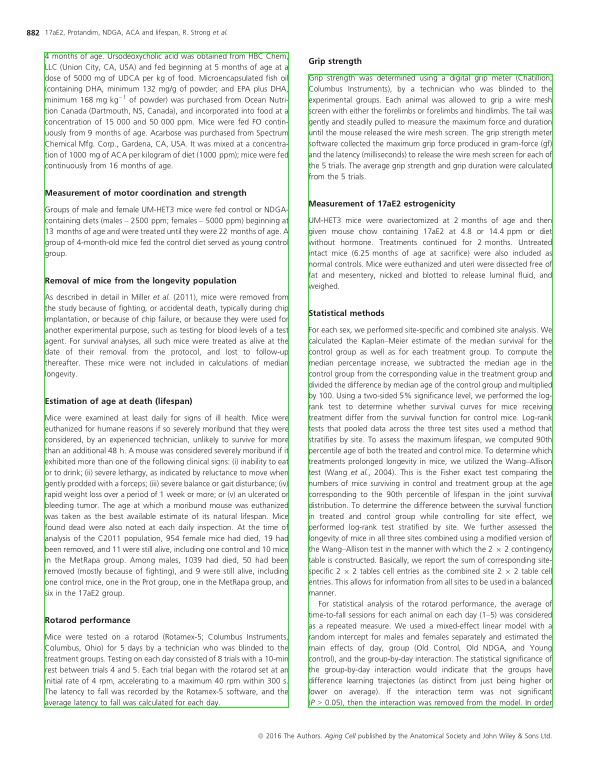 882 17aE2, Protandim, NDGA, ACA and lifespan, R. Strong et al.
4 months of age. Ursodeoxycholic acid was obtained from HBC Chem,
LLC (Union City, CA, USA) and fed beginning at 5 months of age at a
dose of 5000 mg of UDCA per kg of food. Microencapsulated fish oil
(containing DHA, minimum 132 mg/g of powder; and EPA plus DHA,
minimum 168 mg kg−1 of powder) was purchased from Ocean Nutri-
tion Canada (Dartmouth, NS, Canada), and incorporated into food at a
concentration of 15 000 and 50 000 ppm. Mice were fed FO contin-
uously from 9 months of age. Acarbose was purchased from Spectrum
Chemical Mfg. Corp., Gardena, CA, USA. It was mixed at a concentra-
tion of 1000 mg of ACA per kilogram of diet (1000 ppm); mice were fed
continuously from 16 months of age.
Measurement of motor coordination and strength
Groups of male and female UM-HET3 mice were fed control or NDGA-
containing diets (males – 2500 ppm; females – 5000 ppm) beginning at
13 months of age and were treated until they were 22 months of age. A
group of 4-month-old mice fed the control diet served as young control
group.
Removal of mice from the longevity population
As described in detail in Miller et al. (2011), mice were removed from
the study because of fighting, or accidental death, typically during chip
implantation, or because of chip failure, or because they were used for
another experimental purpose, such as testing for blood levels of a test
agent. For survival analyses, all such mice were treated as alive at the
date of their removal from the protocol, and lost to follow-up
thereafter. These mice were not included in calculations of median
longevity.
Estimation of age at death (lifespan)
Mice were examined at least daily for signs of ill health. Mice were
euthanized for humane reasons if so severely moribund that they were
considered, by an experienced technician, unlikely to survive for more
than an additional 48 h. A mouse was considered severely moribund if it
exhibited more than one of the following clinical signs: (i) inability to eat
or to drink; (ii) severe lethargy, as indicated by reluctance to move when
gently prodded with a forceps; (iii) severe balance or gait disturbance; (iv)
rapid weight loss over a period of 1 week or more; or (v) an ulcerated or
bleeding tumor. The age at which a moribund mouse was euthanized
was taken as the best available estimate of its natural lifespan. Mice
found dead were also noted at each daily inspection. At the time of
analysis of the C2011 population, 954 female mice had died, 19 had
been removed, and 11 were still alive, including one control and 10 mice
in the MetRapa group. Among males, 1039 had died, 50 had been
removed (mostly because of fighting), and 9 were still alive, including
one control mice, one in the Prot group, one in the MetRapa group, and
six in the 17aE2 group.
Rotarod performance
Mice were tested on a rotarod (Rotamex-5; Columbus Instruments,
Columbus, Ohio) for 5 days by a technician who was blinded to the
treatment groups. Testing on each day consisted of 8 trials with a 10-min
rest between trials 4 and 5. Each trial began with the rotarod set at an
initial rate of 4 rpm, accelerating to a maximum 40 rpm within 300 s.
The latency to fall was recorded by the Rotamex-5 software, and the
average latency to fall was calculated for each day.
Grip strength
Grip strength was determined using a digital grip meter (Chatillion;
Columbus Instruments), by a technician who was blinded to the
experimental groups. Each animal was allowed to grip a wire mesh
screen with either the forelimbs or forelimbs and hindlimbs. The tail was
gently and steadily pulled to measure the maximum force and duration
until the mouse released the wire mesh screen. The grip strength meter
software collected the maximum grip force produced in gram-force (gf)
and the latency (milliseconds) to release the wire mesh screen for each of
the 5 trials. The average grip strength and grip duration were calculated
from the 5 trials.
Measurement of 17aE2 estrogenicity
UM-HET3 mice were ovariectomized at 2 months of age and then
given mouse chow containing 17aE2 at 4.8 or 14.4 ppm or diet
without hormone. Treatments continued for 2 months. Untreated
intact mice (6.25 months of age at sacrifice) were also included as
normal controls. Mice were euthanized and uteri were dissected free of
fat and mesentery, nicked and blotted to release luminal fluid, and
weighed.
Statistical methods
For each sex, we performed site-specific and combined site analysis. We
calculated the Kaplan–Meier estimate of the median survival for the
control group as well as for each treatment group. To compute the
median percentage increase, we subtracted the median age in the
control group from the corresponding value in the treatment group and
divided the difference by median age of the control group and multiplied
by 100. Using a two-sided 5% significance level, we performed the log-
rank test to determine whether survival curves for mice receiving
treatment differ from the survival function for control mice. Log-rank
tests that pooled data across the three test sites used a method that
stratifies by site. To assess the maximum lifespan, we computed 90th
percentile age of both the treated and control mice. To determine which
treatments prolonged longevity in mice, we utilized the Wang–Allison
test (Wang et al., 2004). This is the Fisher exact test comparing the
numbers of mice surviving in control and treatment group at the age
corresponding to the 90th percentile of lifespan in the joint survival
distribution. To determine the difference between the survival function
in treated and control group while controlling for site effect, we
performed log-rank test stratified by site. We further assessed the
longevity of mice in all three sites combined using a modified version of
the Wang–Allison test in the manner with which the 2 × 2 contingency
table is constructed. Basically, we report the sum of corresponding site-
specific 2 × 2 tables cell entries as the combined site 2 × 2 table cell
entries. This allows for information from all sites to be used in a balanced
manner.
For statistical analysis of the rotarod performance, the average of
time-to-fall sessions for each animal on each day (1–5) was considered
as a repeated measure. We used a mixed-effect linear model with a
random intercept for males and females separately and estimated the
main effects of day, group (Old Control, Old NDGA, and Young
control), and the group-by-day interaction. The statistical significance of
the group-by-day interaction would indicate that the groups have
difference learning trajectories (as distinct from just being higher or
lower on average). If the interaction term was not significant
(P > 0.05), then the interaction was removed from the model. In order
© 2016 The Authors. Aging Cell published by the Anatomical Society and John Wiley & Sons Ltd.